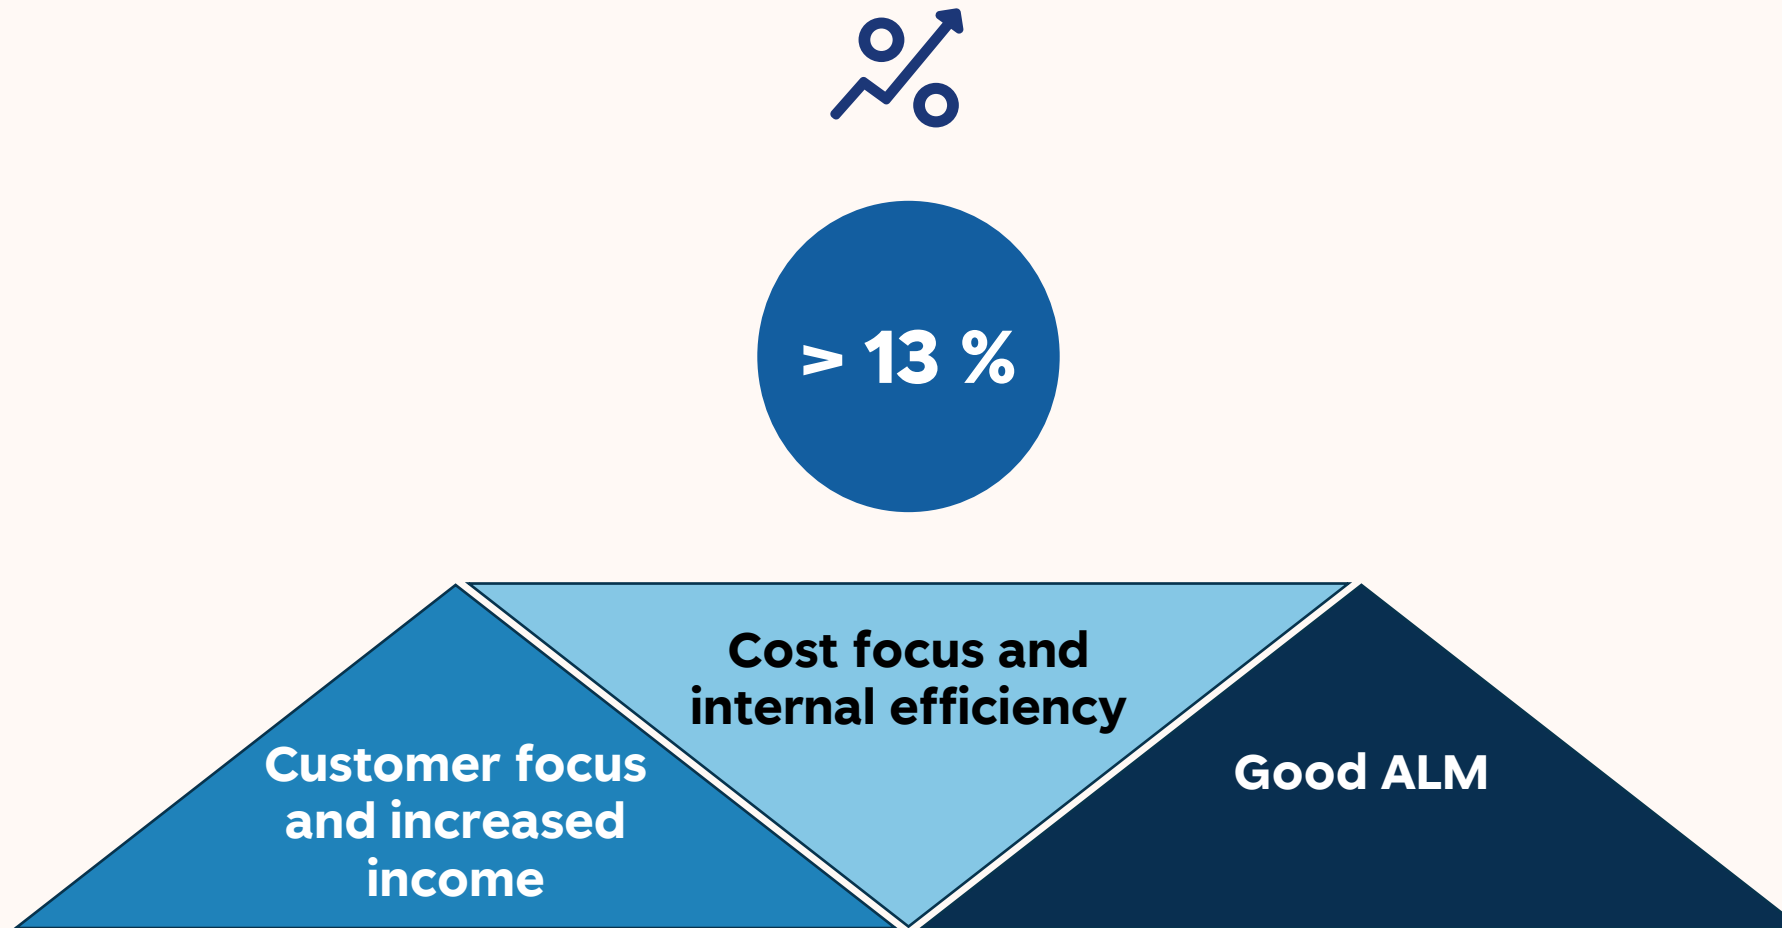 > 13 %
Cost focus and
internal efficiency
Customer focus
and increased
income
Good ALM